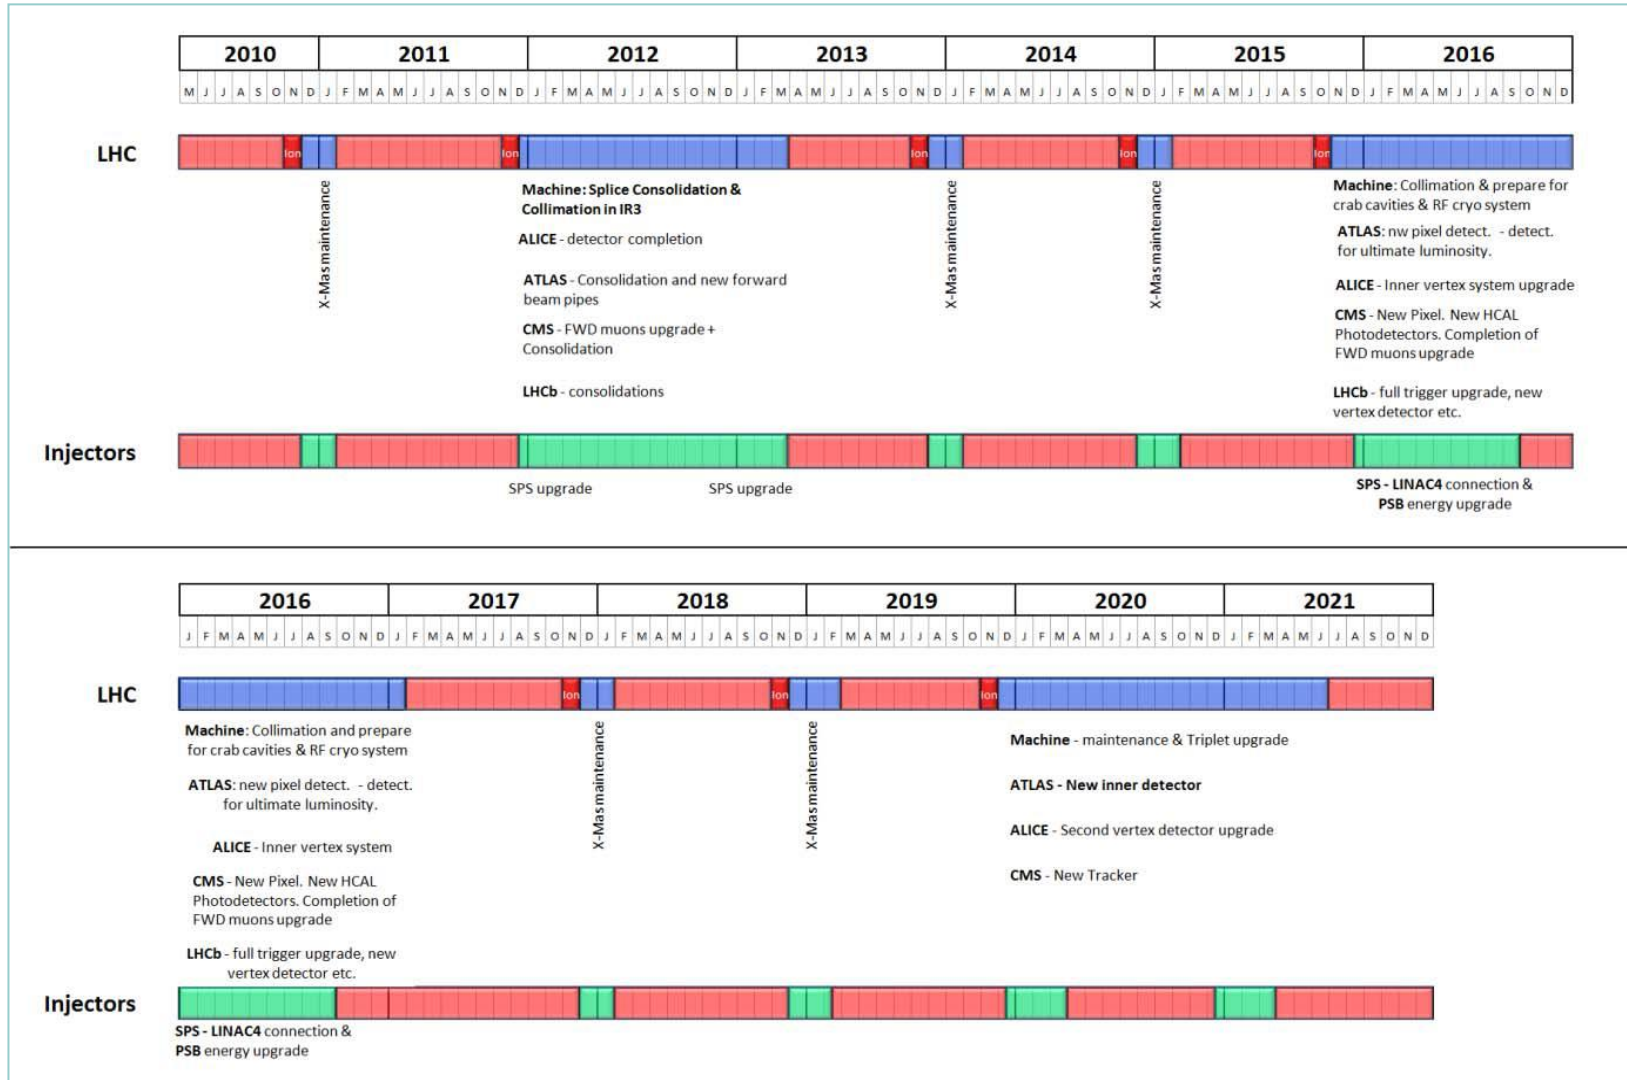 2010 2011 2012 2013 2014 2015 2016
M J J A S O N D J F M A M J J A S O N D J F M A M J J A S O N D J F M A M J J A S O N D J F M A M J J A S O N D J F M A M J J A S O N D J F M A M J J A S O N D
LHC
Ion Ion Ion Ion Ion
X-Mas maintenance
Machine: Splice Consolidation &
Collimation in IR3
ALICE - detector completion
ATLAS - Consolidation and new forward
beam pipes
CMS - FWD muons upgrade +
Consolidation
LHCb - consolidations
X-Mas maintenance
X-Mas maintenance
Machine: Collimation & prepare for
crab cavities & RF cryo system
ATLAS: nw pixel detect. - detect.
for ultimate luminosity.
ALICE - Inner vertex system upgrade
CMS - New Pixel. New HCAL
Photodetectors. Completion of
FWD muons upgrade
LHCb - full trigger upgrade, new
vertex detector etc.
Injectors
SPS upgrade SPS upgrade
SPS - LINAC4 connection &
PSB energy upgrade
2016 2017 2018 2019 2020 2021
J F M A M J J A S O N D J F M A M J J A S O N D J F M A M J J A S O N D J F M A M J J A S O N D J F M A M J J A S O N D J F M A M J J A S O N D
LHC
Ion Ion Ion
Machine: Collimation and prepare
for crab cavities & RF cryo system
ATLAS: new pixel detect. - detect.
for ultimate luminosity.
ALICE - Inner vertex system
CMS - New Pixel. New HCAL
Photodetectors. Completion of
FWD muons upgrade
LHCb - full trigger upgrade, new
vertex detector etc.
X-Mas maintenance
X-Mas maintenance
Machine - maintenance & Triplet upgrade
ATLAS - New inner detector
ALICE - Second vertex detector upgrade
CMS - New Tracker
Injectors
SPS - LINAC4 connection &
PSB energy upgrade